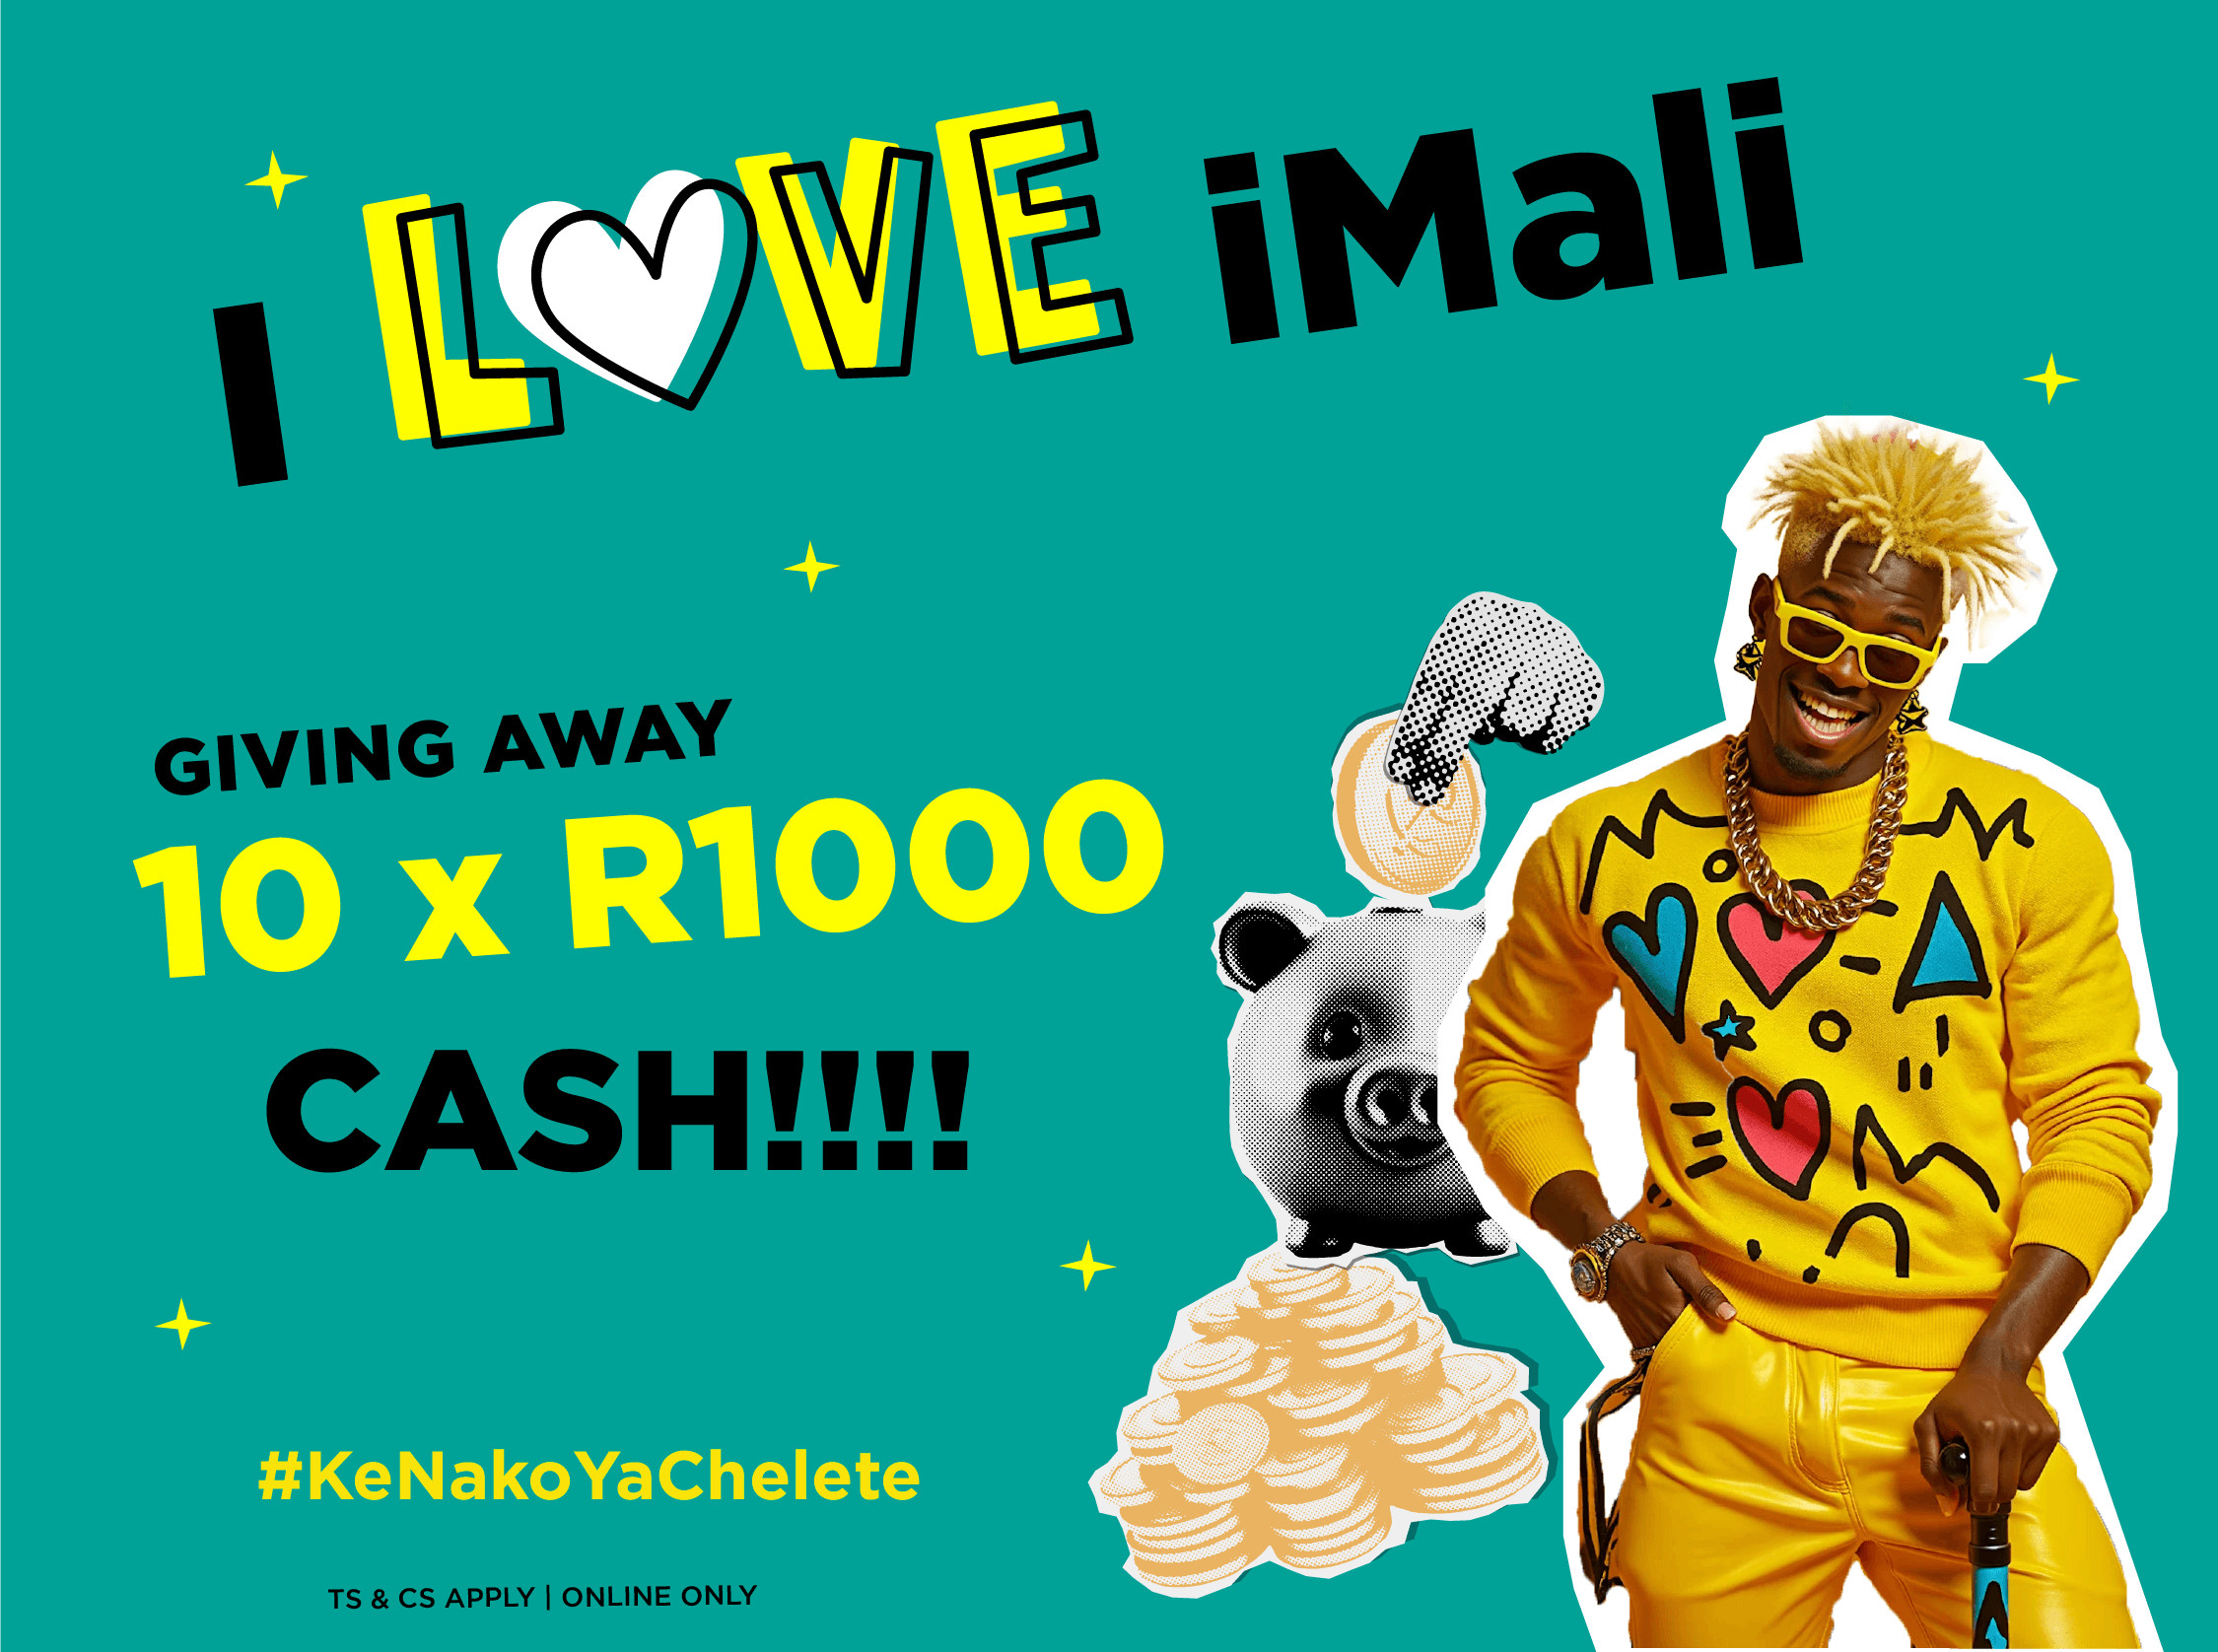 I LOVE iMali
GIVING AWAY
10 x R1000
CASH!!!!
#KeNakoYaChelete
TS & CS APPLY | ONLINE ONLY